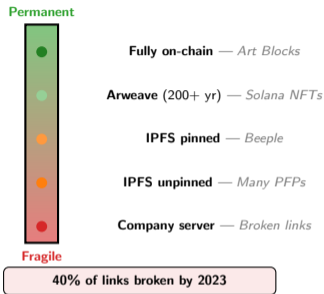 Permanent
Fully on-chain — Art Blocks
Arweave (200+ yr) — Solana NFTs
IPFS pinned — Beeple
IPFS unpinned — Many PFPs
Company server — Broken links
Fragile
40% of links broken by 2023